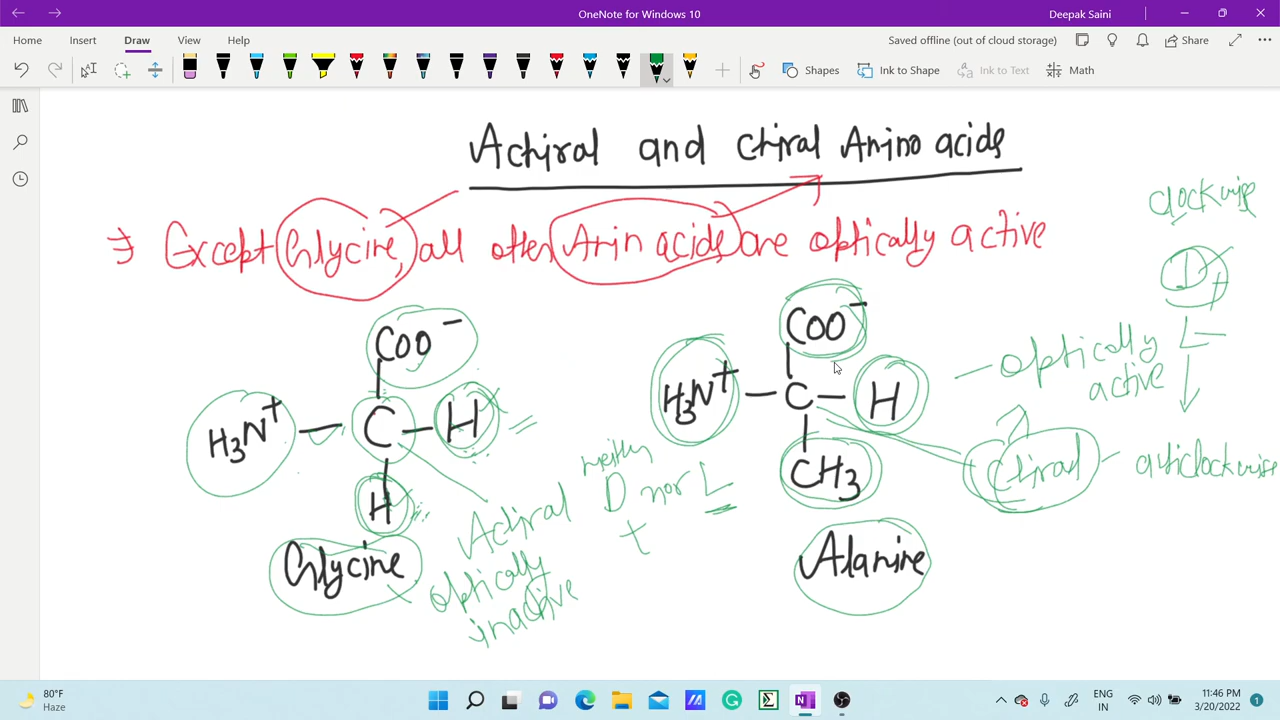 OneNote for Windows 10
Deepak Saini
Home Insert Draw View Help
Saved offline (out of cloud storage)
Share
Shapes Ink to Shape Ink to Text Math
Achiral and Chiral Amino acids
clockwise
⇒ Except Glycine, all other Amin acids are optically active
D+
L-
COO-
H3N+ - C - H
H
Glycine
Achiral
optically
inactive
D nor L
+
COO-
H3N+ - C - H
CH3
Alanine
- optically
active
Chiral
anticlockwise
80°F
Haze
ENG
IN
11:46 PM
3/20/2022